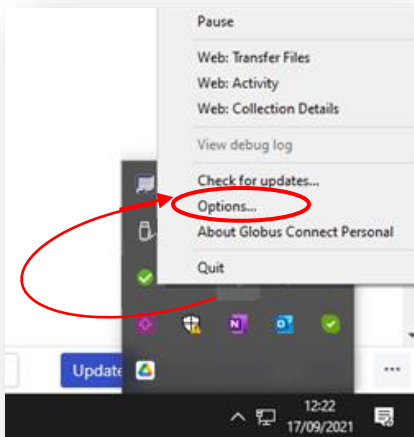 Pause
Web: Transfer Files
Web: Activity
Web: Collection Details
View debug log
Check for updates...
Options...
About Globus Connect Personal
Quit
Update
...
12:22
17/09/2021